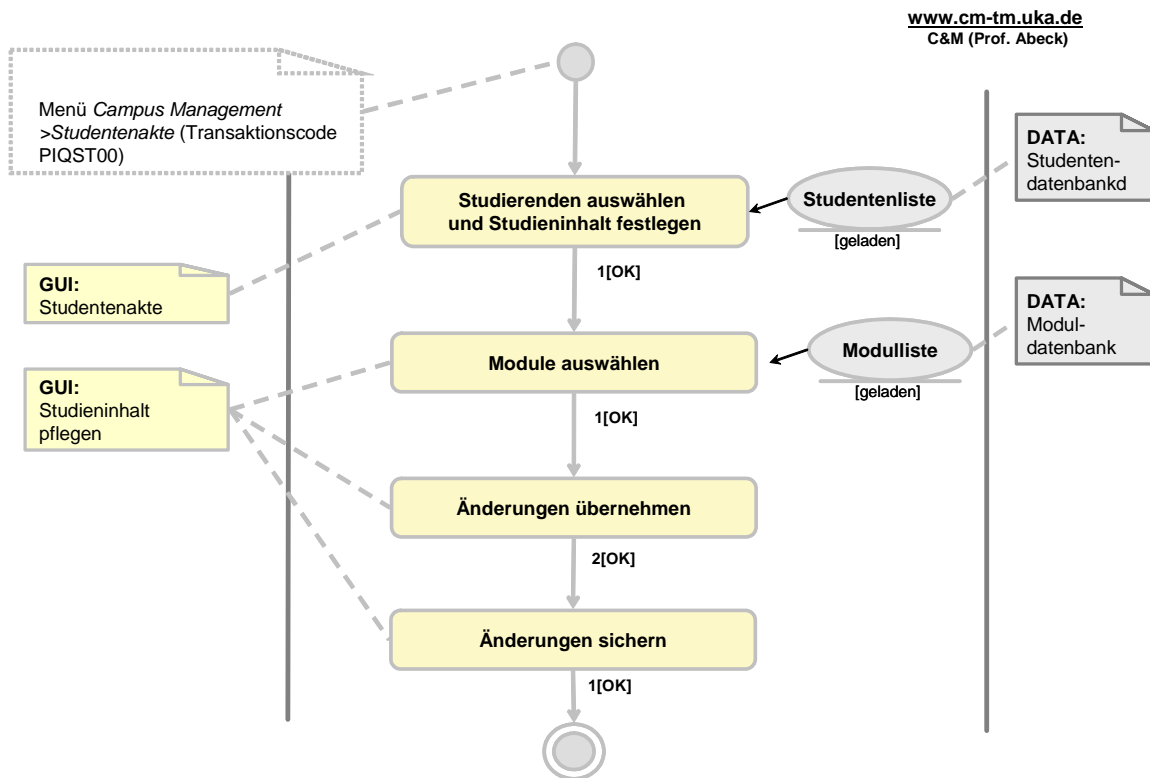 www.cm-tm.uka.de
C&M (Prof. Abeck)
Menü Campus Management
>Studentenakte (Transaktionscode
PIQST00)
DATA:
Studenten-
datenbankd
Studierenden auswählen
und Studieninhalt festlegen
Studentenliste
[geladen]
1[OK]
GUI:
Studentenakte
DATA:
Modul-
datenbank
Module auswählen
Modulliste
[geladen]
GUI:
Studieninhalt
pflegen
1[OK]
Änderungen übernehmen
2[OK]
Änderungen sichern
1[OK]